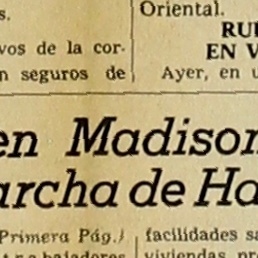 s.
vos de la cor-
n seguros de
Oriental.
RU
EN V
Ayer, en u
en Madison
archa de Ha
Primera Pág.)
facilidades sa
viviendas, pro